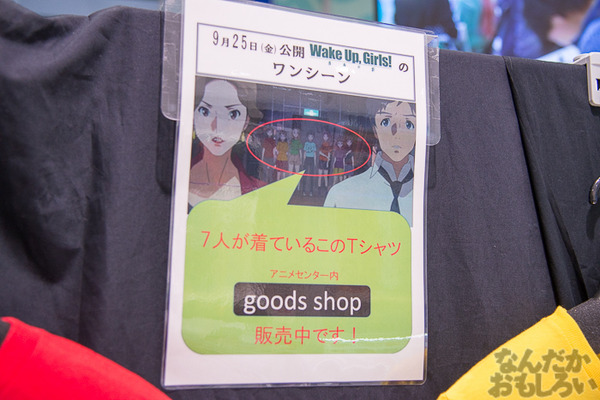 9月25日(金)公開 Wake Up, Girls! の
ワンシーン
7人が着ているこのTシャツ
アニメセンター内
goods shop
販売中です！
なんだか
おもしろい